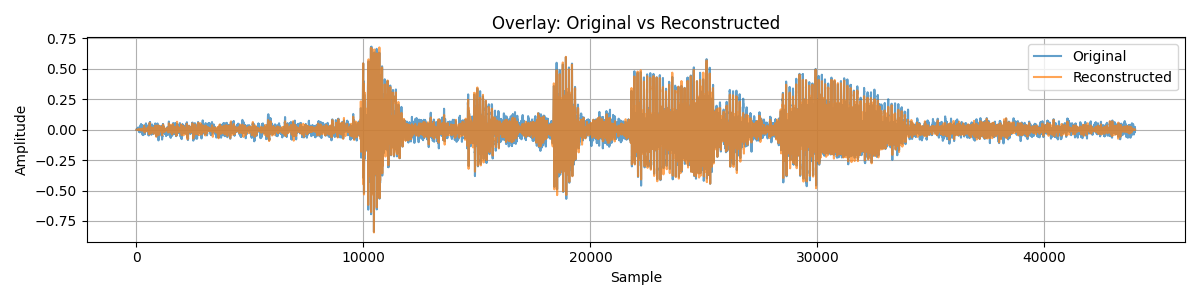 Overlay: Original vs Reconstructed
Original
Reconstructed
Amplitude
0.75
0.50
0.25
0.00
−0.25
−0.50
−0.75
0 10000 20000 30000 40000
Sample